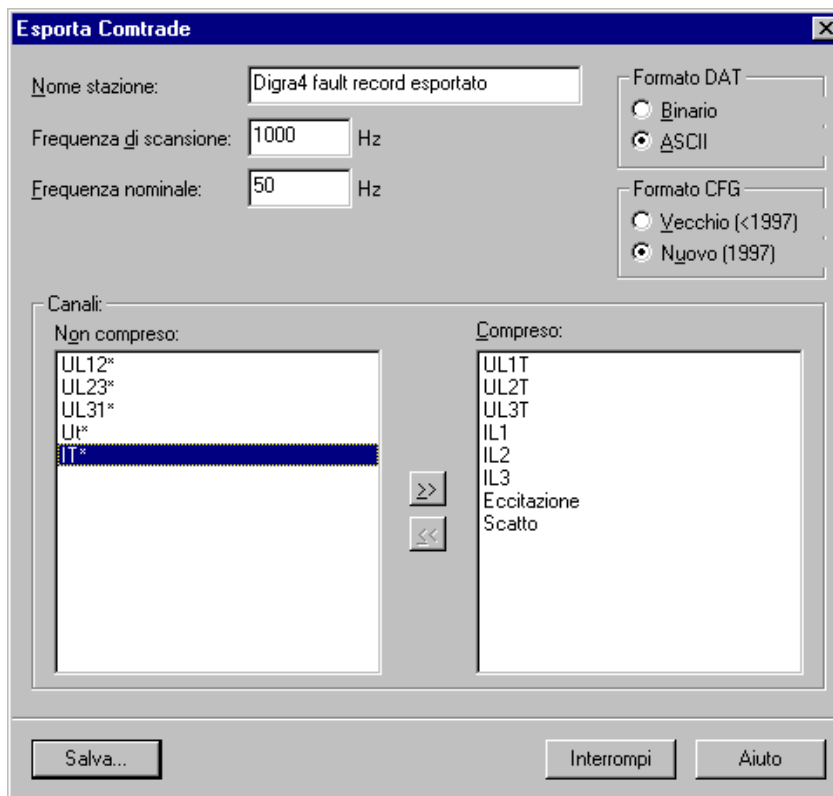 Esporta Comtrade
Nome stazione: Digra4 fault record esportato
Frequenza di scansione: 1000 Hz
Frequenza nominale: 50 Hz
Formato DAT
Binario
ASCII
Formato CFG
Vecchio (<1997)
Nuovo (1997)
Canali:
Non compreso:
UL12*
UL23*
UL31*
Ut*
IT*
>>
<<
Compreso:
UL1T
UL2T
UL3T
IL1
IL2
IL3
Eccitazione
Scatto
Salva... Interrompi Aiuto